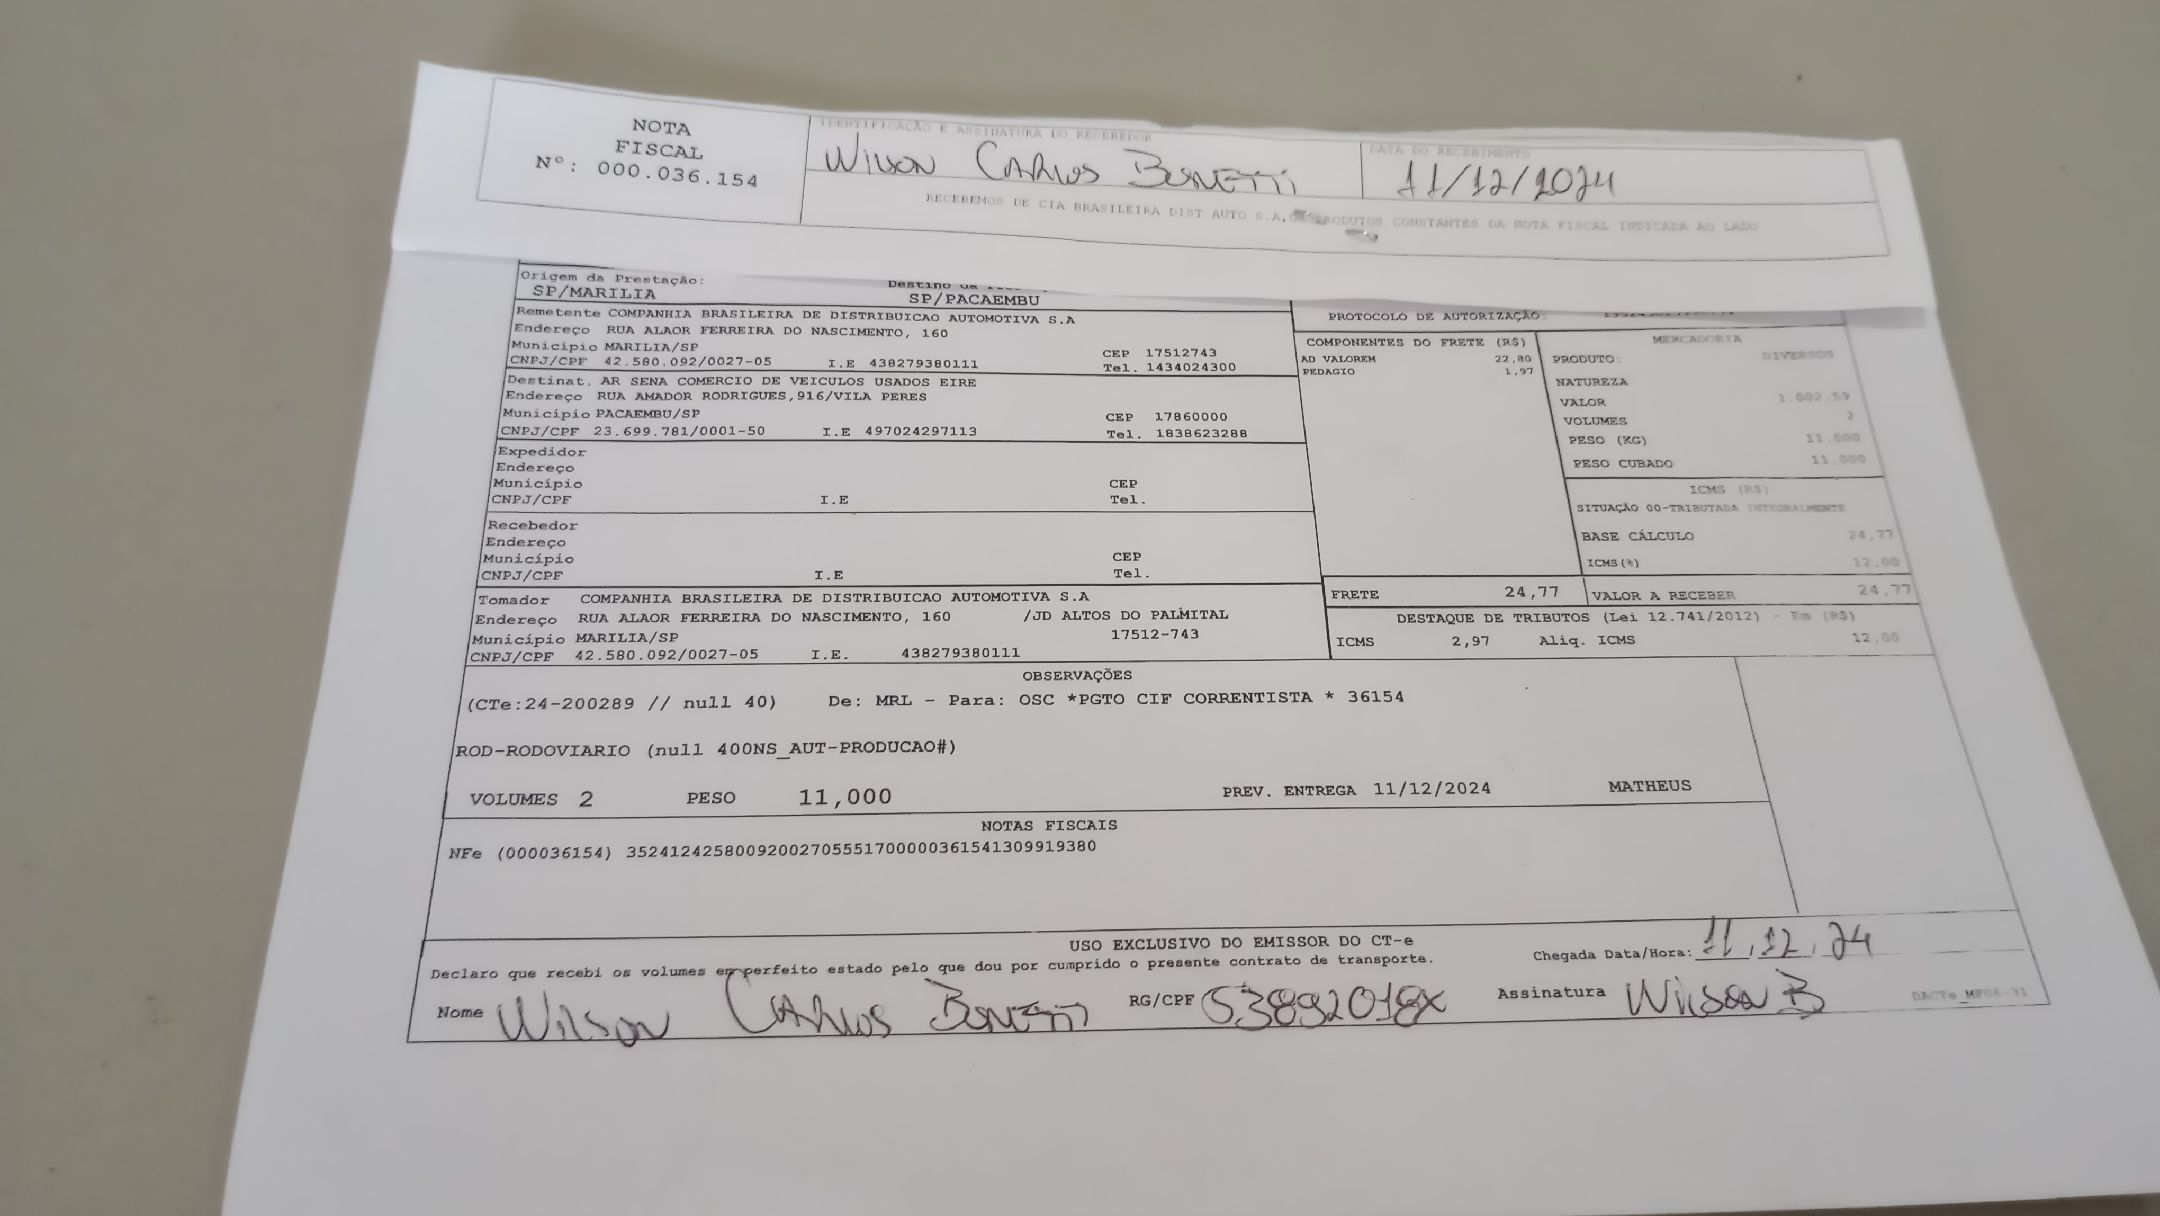 NOTA
FISCAL
Nº: 000.036.154
IDENTIFICAÇÃO E ASSINATURA DO RECEBEDOR
WILSON CARLOS BONETTI
DATA DO RECEBIMENTO
11/12/2024
RECEBEMOS DE CIA BRASILEIRA DIST AUTO S.A, OS PRODUTOS CONSTANTES DA NOTA FISCAL INDICADA AO LADO
Origem da Prestação:
SP/MARILIA
Destino da
SP/PACAEMBU
Remetente COMPANHIA BRASILEIRA DE DISTRIBUICAO AUTOMOTIVA S.A
Endereço RUA ALAOR FERREIRA DO NASCIMENTO, 160
Município MARILIA/SP CEP 17512743
CNPJ/CPF 42.580.092/0027-05 I.E 438279380111 Tel. 1434024300
Destinat. AR SENA COMERCIO DE VEICULOS USADOS EIRE
Endereço RUA AMADOR RODRIGUES,916/VILA PERES
Município PACAEMBU/SP CEP 17860000
CNPJ/CPF 23.699.781/0001-50 I.E 497024297113 Tel. 1838623288
Expedidor
Endereço
Município CEP
CNPJ/CPF I.E Tel.
Recebedor
Endereço
Município CEP
CNPJ/CPF I.E Tel.
Tomador COMPANHIA BRASILEIRA DE DISTRIBUICAO AUTOMOTIVA S.A
Endereço RUA ALAOR FERREIRA DO NASCIMENTO, 160 /JD ALTOS DO PALMITAL
Município MARILIA/SP 17512-743
CNPJ/CPF 42.580.092/0027-05 I.E. 438279380111
PROTOCOLO DE AUTORIZAÇÃO:
COMPONENTES DO FRETE (R$)
AD VALOREM 22,80
PEDAGIO 1,97
MERCADORIA
PRODUTO: DIVERSOS
NATUREZA
VALOR 1.002,59
VOLUMES 2
PESO (KG) 11.000
PESO CUBADO 11.000
ICMS (R$)
SITUAÇÃO 00-TRIBUTADA INTEGRALMENTE
BASE CÁLCULO 24,77
ICMS(%) 12.00
FRETE 24,77 VALOR A RECEBER 24,77
DESTAQUE DE TRIBUTOS (Lei 12.741/2012) - Em (R$)
ICMS 2,97 Aliq. ICMS 12.00
OBSERVAÇÕES
(CTe:24-200289 // null 40) De: MRL - Para: OSC *PGTO CIF CORRENTISTA * 36154
ROD-RODOVIARIO (null 400NS_AUT-PRODUCAO#)
VOLUMES 2 PESO 11,000 PREV. ENTREGA 11/12/2024 MATHEUS
NOTAS FISCAIS
NFe (000036154) 35241242580092002705551700000361541309919380
USO EXCLUSIVO DO EMISSOR DO CT-e
Declaro que recebi os volumes em perfeito estado pelo que dou por cumprido o presente contrato de transporte.
Chegada Data/Hora: 11,12,24
Nome Wilson CARLOS BONETTI RG/CPF 53892018X Assinatura Wilson B
DACTe_MP06-31